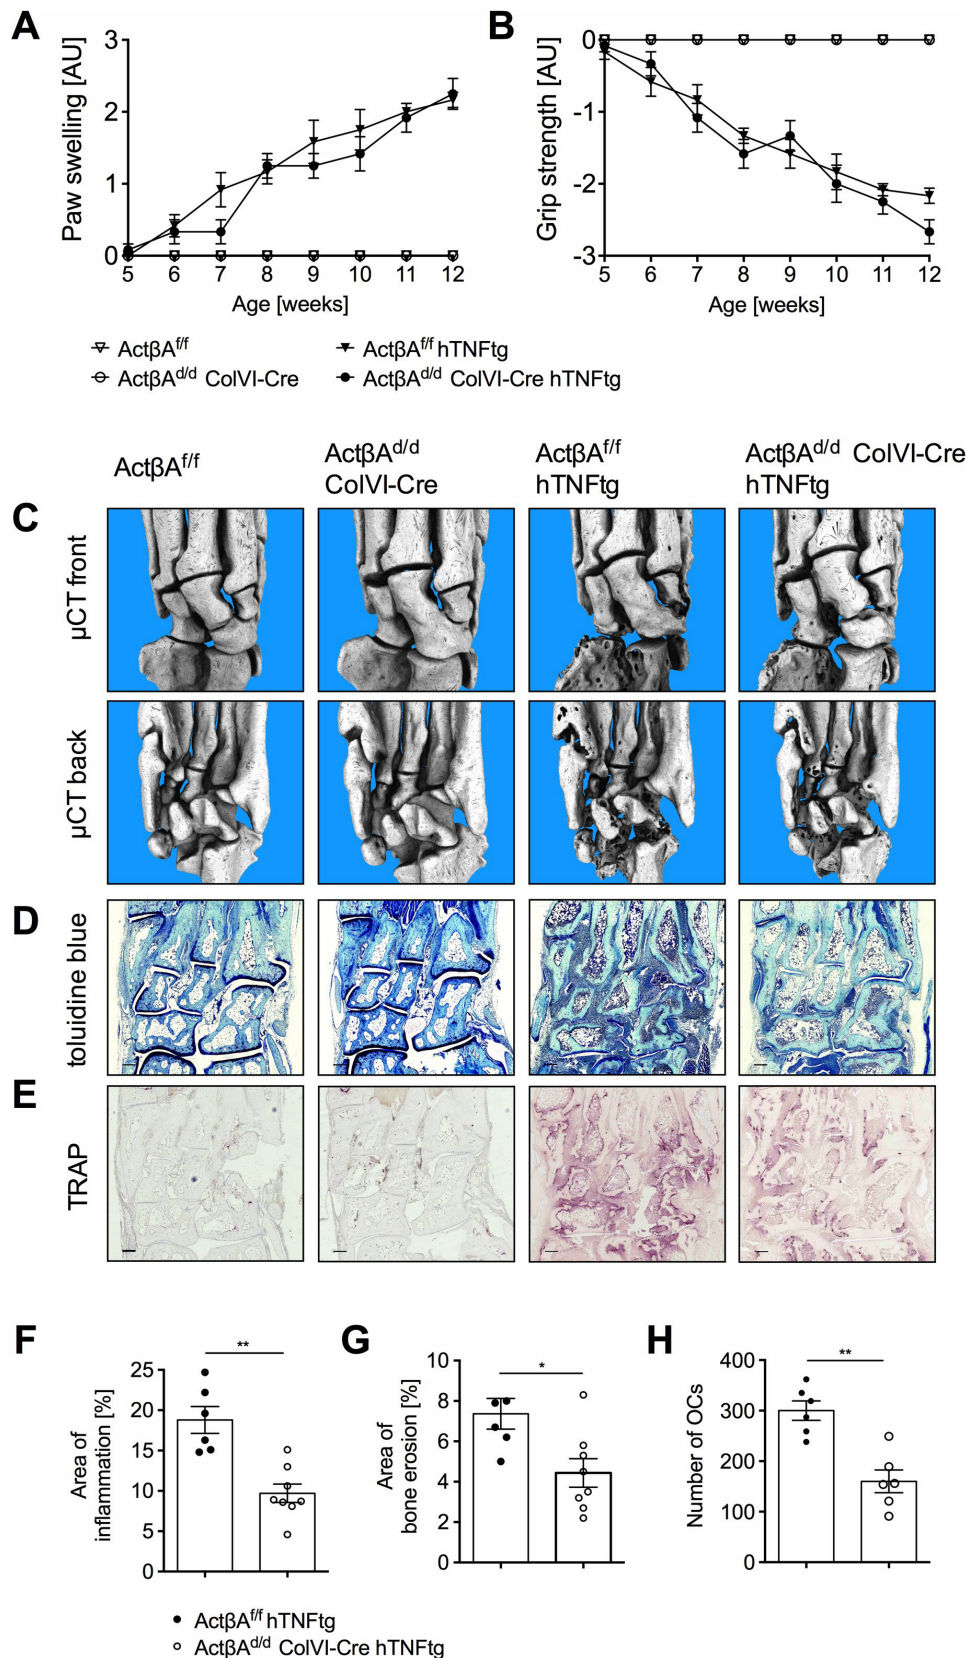 A
B
Paw swelling [AU]
3
2
1
0
5 6 7 8 9 10 11 12
Age [weeks]
Grip strength [AU]
0
-1
-2
-3
5 6 7 8 9 10 11 12
Age [weeks]
ActβA^f/f
ActβA^f/f hTNFtg
ActβA^d/d ColVI-Cre
ActβA^d/d ColVI-Cre hTNFtg
ActβA^f/f
ActβA^d/d
ColVI-Cre
ActβA^f/f
hTNFtg
ActβA^d/d ColVI-Cre
hTNFtg
C
µCT front
µCT back
D
toluidine blue
E
TRAP
F
Area of
inflammation [%]
25
20
15
10
5
0
**
G
Area of
bone erosion [%]
10
8
6
4
2
0
*
H
Number of OCs
400
300
200
100
0
**
ActβA^f/f hTNFtg
ActβA^d/d ColVI-Cre hTNFtg